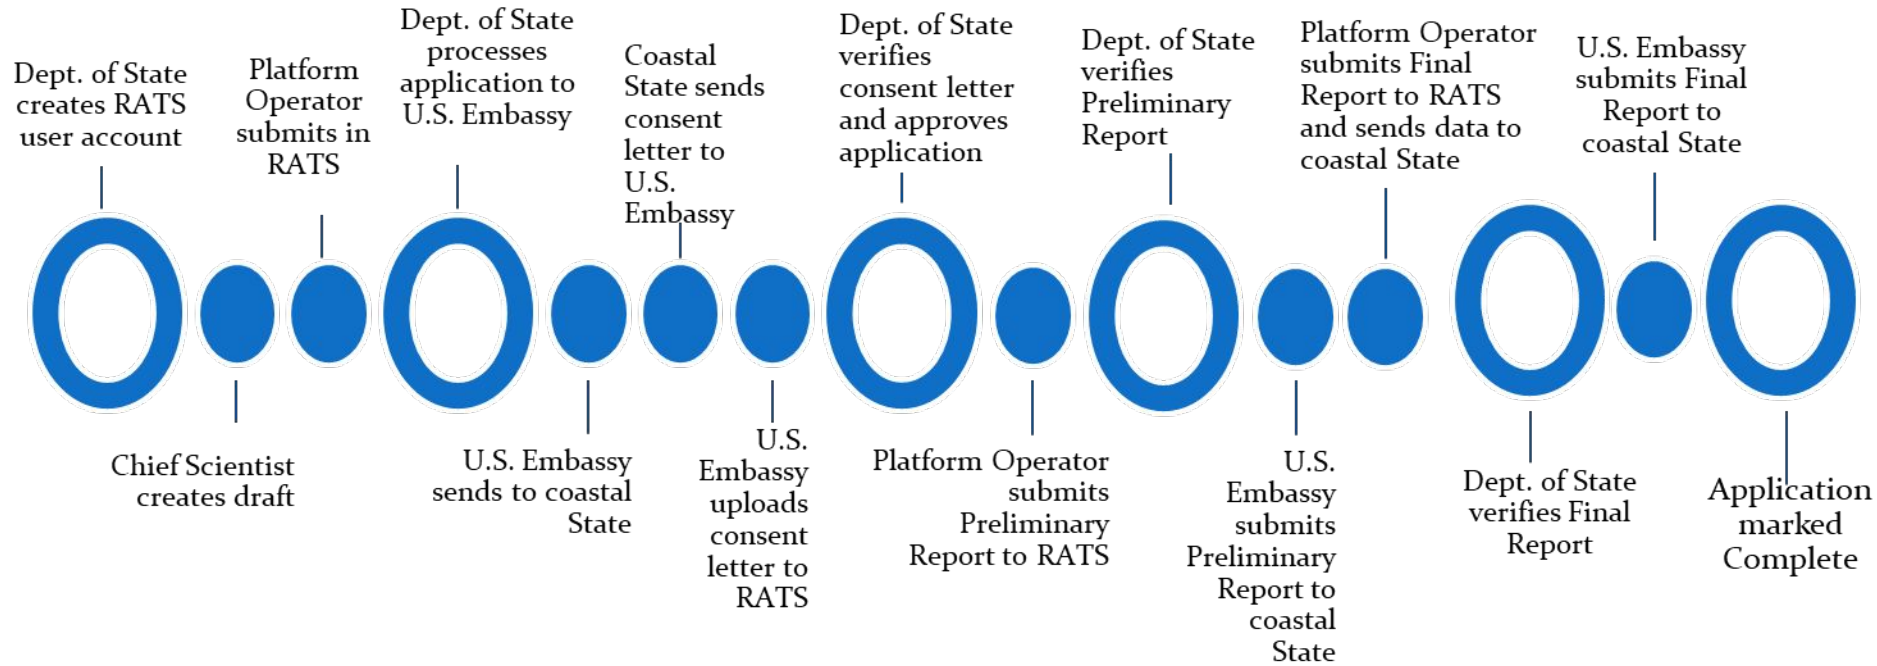 Dept. of State
creates RATS
user account
Chief Scientist
creates draft
Platform
Operator
submits in
RATS
Dept. of State
processes
application to
U.S. Embassy
U.S. Embassy
sends to coastal
State
Coastal
State sends
consent
letter to
U.S.
Embassy
U.S.
Embassy
uploads
consent
letter to
RATS
Dept. of State
verifies
consent letter
and approves
application
Platform Operator
submits
Preliminary
Report to RATS
Dept. of State
verifies
Preliminary
Report
U.S.
Embassy
submits
Preliminary
Report to
coastal
State
Platform Operator
submits Final
Report to RATS
and sends data to
coastal State
Dept. of State
verifies Final
Report
U.S. Embassy
submits Final
Report to
coastal State
Application
marked
Complete